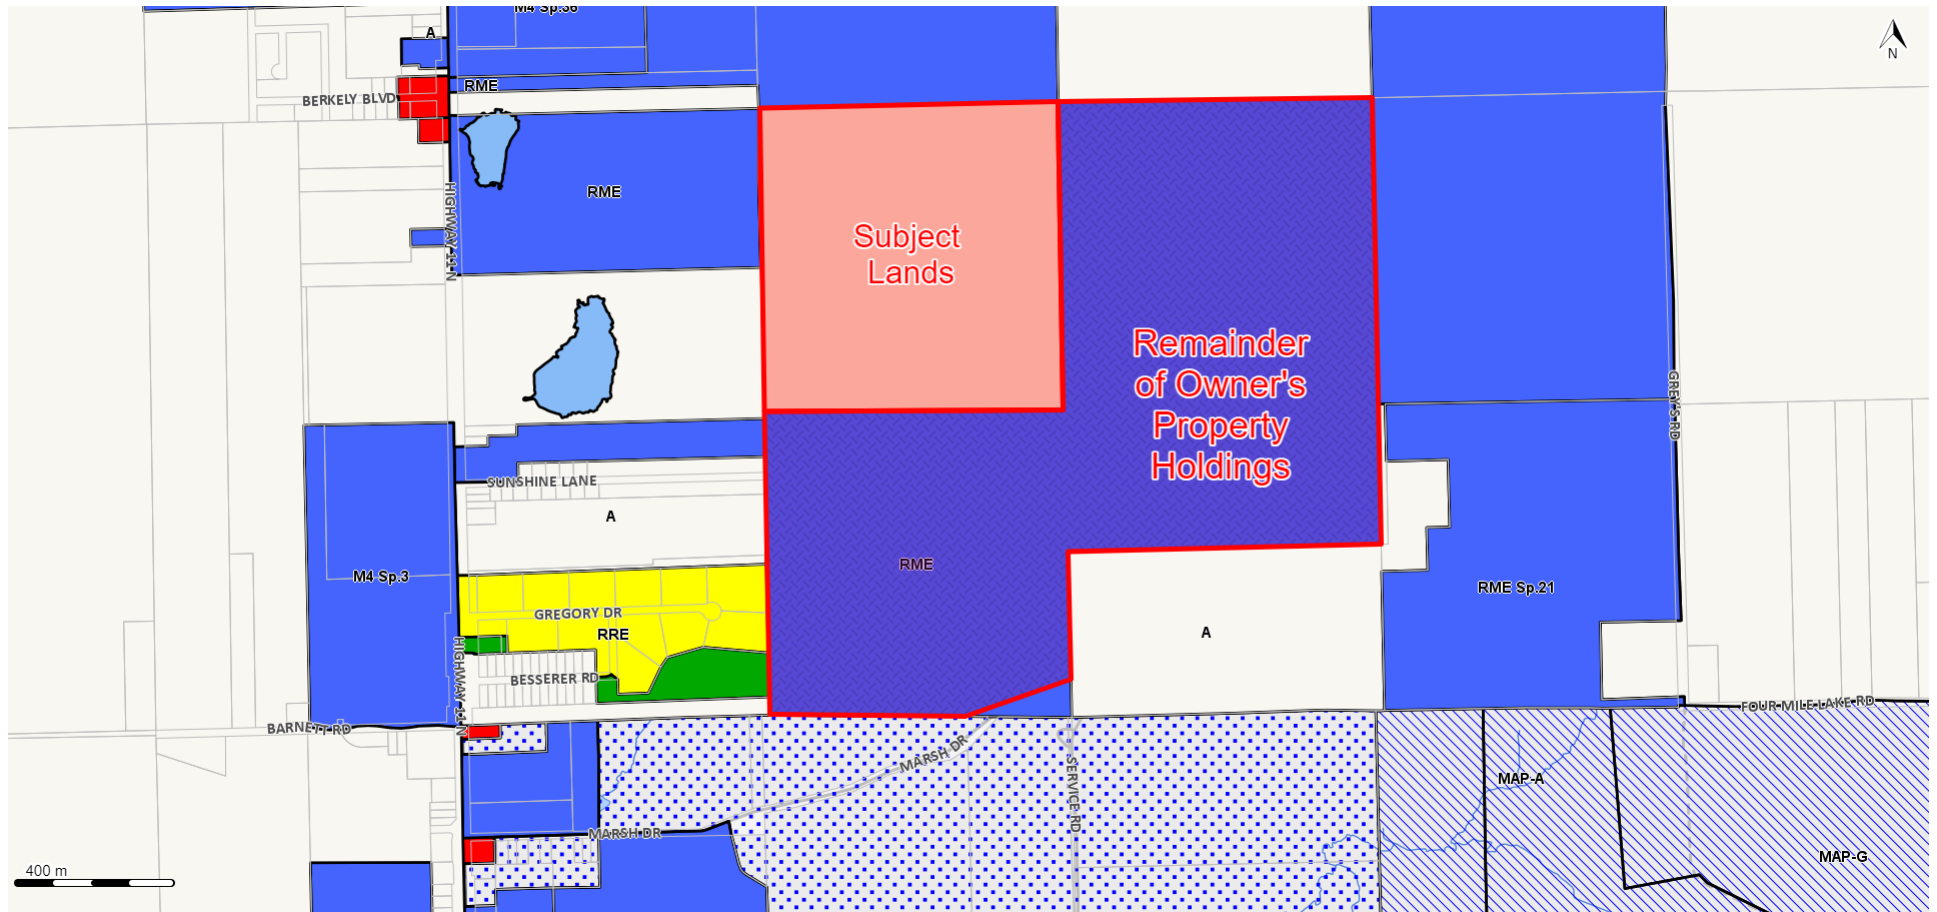 M4 Sp.36
A
N
RME
BERKELY BLVD
HIGHWAY 11 N
RME
Subject
Lands
Remainder
of Owner's
Property
Holdings
GREY'S RD
SUNSHINE LANE
A
RME
M4 Sp.3
RME Sp.21
GREGORY DR
RRE
A
HIGHWAY 11 N
BESSERER RD
FOUR MILE LAKE RD
BARNETT RD
MARSH DR
SERVICE RD
MAP-A
MARSH DR
MAP-G
400 m